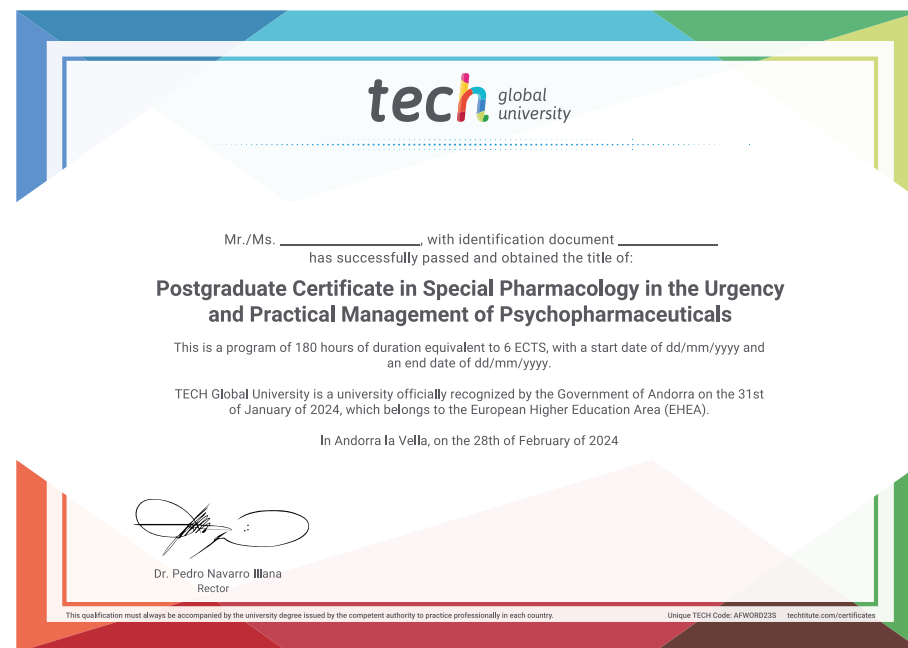 tech global university
Mr./Ms. ________________, with identification document ____________
has successfully passed and obtained the title of:
Postgraduate Certificate in Special Pharmacology in the Urgency
and Practical Management of Psychopharmaceuticals
This is a program of 180 hours of duration equivalent to 6 ECTS, with a start date of dd/mm/yyyy and
an end date of dd/mm/yyyy.
TECH Global University is a university officially recognized by the Government of Andorra on the 31st
of January of 2024, which belongs to the European Higher Education Area (EHEA).
In Andorra la Vella, on the 28th of February of 2024
Dr. Pedro Navarro Illana
Rector
This qualification must always be accompanied by the university degree issued by the competent authority to practice professionally in each country.
Unique TECH Code: AFWORD23S techtitute.com/certificates